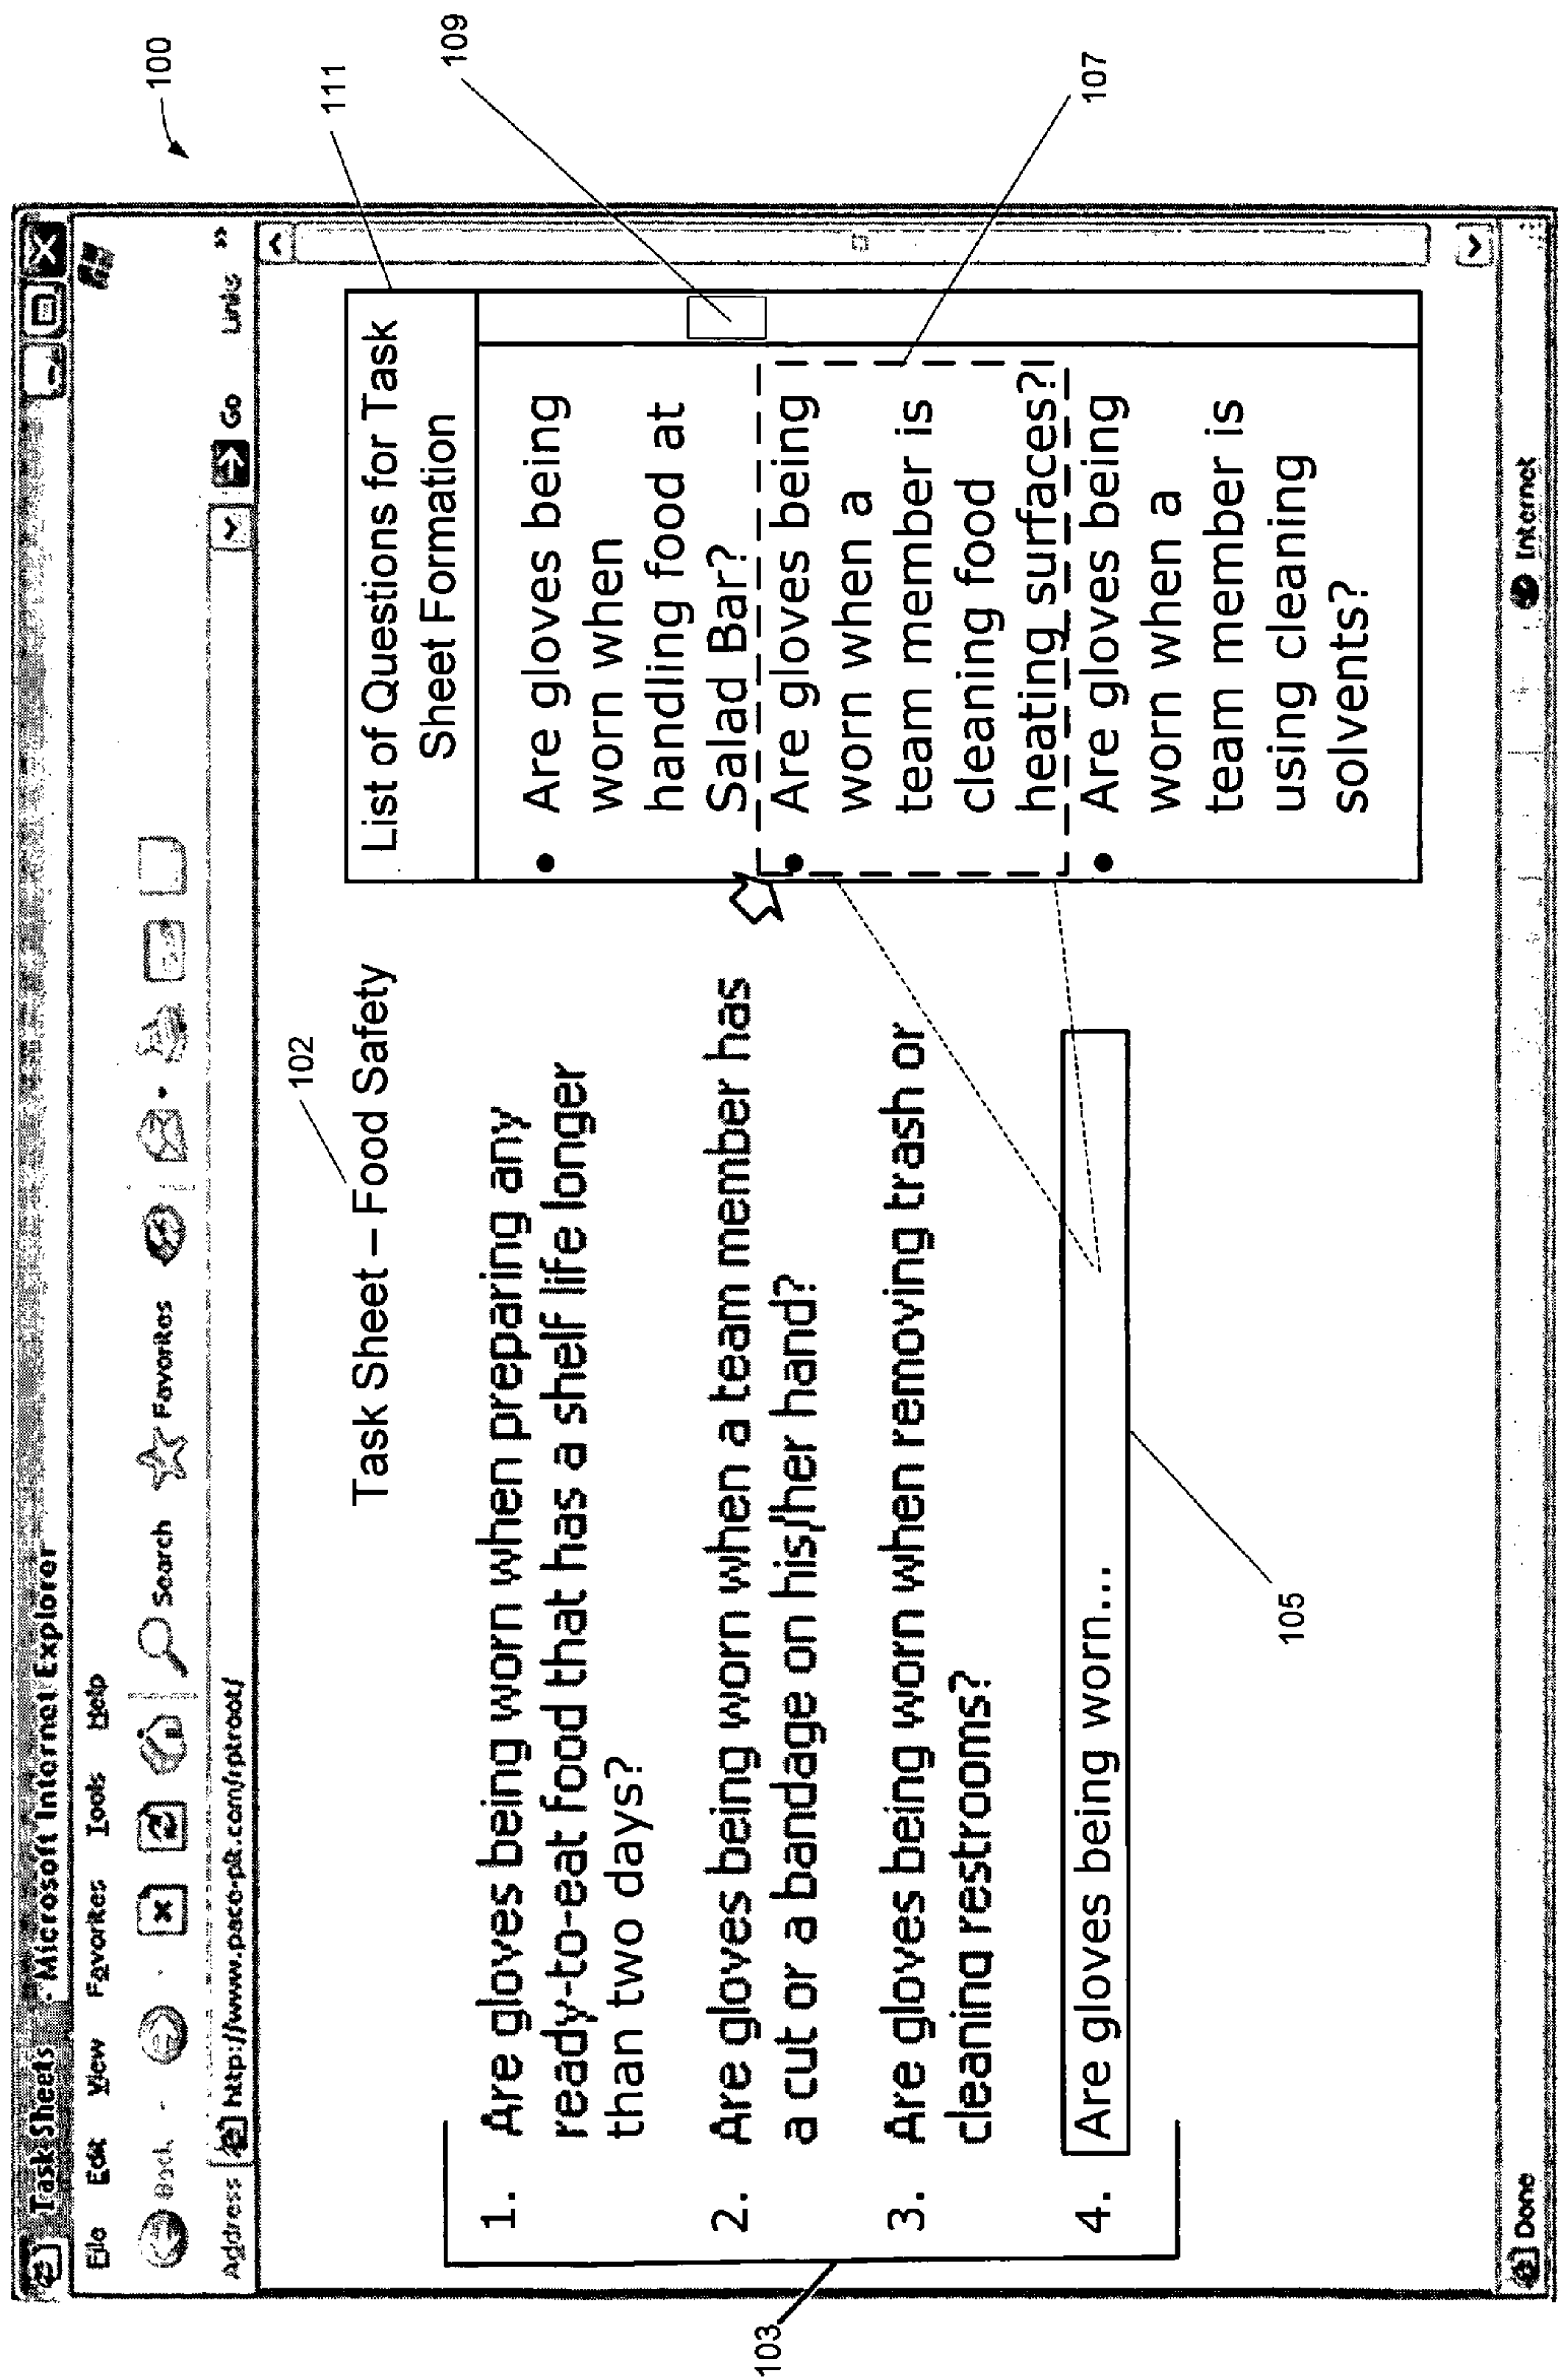 100
Task Sheets - Microsoft Internet Explorer
File Edit View Favorites Tools Help
Back Search Favorites
Address http://www.pace-plt.com/rptroot/ Go Links »
102
111
109
Task Sheet – Food Safety
103
1. Are gloves being worn when preparing any
ready-to-eat food that has a shelf life longer
than two days?
2. Are gloves being worn when a team member has
a cut or a bandage on his/her hand?
3. Are gloves being worn when removing trash or
cleaning restrooms?
4. Are gloves being worn...
105
List of Questions for Task
Sheet Formation
• Are gloves being
worn when
handling food at
Salad Bar?
• Are gloves being
worn when a
team member is
cleaning food
heating surfaces?
• Are gloves being
worn when a
team member is
using cleaning
solvents?
107
Done Internet